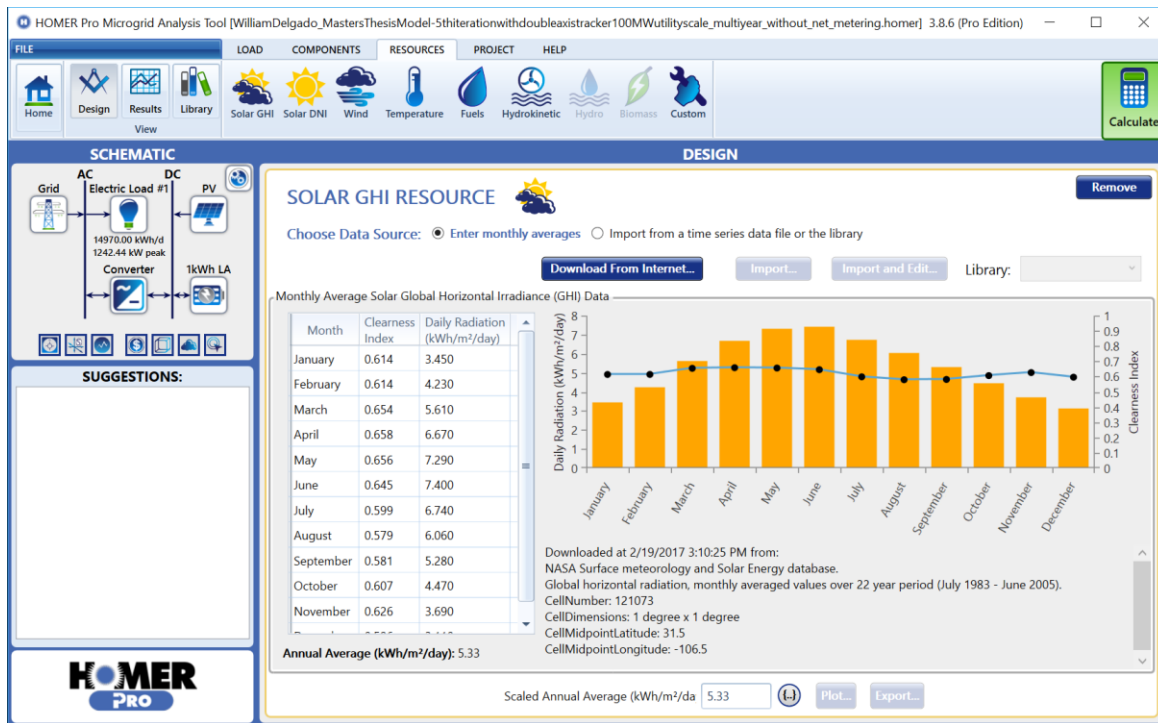 HOMER Pro Microgrid Analysis Tool [WilliamDelgado_MastersThesisModel-5thiterationwithdoubleaxistracker100MWutilityscale_multiyear_without_net_metering.homer] 3.8.6 (Pro Edition)
FILE
LOAD COMPONENTS RESOURCES PROJECT HELP
Home Design Results Library
View
Solar GHI Solar DNI Wind Temperature Fuels Hydrokinetic Hydro Biomass Custom
Calculate
SCHEMATIC
AC DC
Grid Electric Load #1 PV
14970.00 kWh/d
1242.44 kW peak
Converter 1kWh LA
SUGGESTIONS:
HOMER
PRO
DESIGN
SOLAR GHI RESOURCE
Remove
Choose Data Source: Enter monthly averages Import from a time series data file or the library
Download From Internet... Import... Import and Edit... Library:
Monthly Average Solar Global Horizontal Irradiance (GHI) Data
Month Clearness Index Daily Radiation (kWh/m²/day)
January 0.614 3.450
February 0.614 4.230
March 0.654 5.610
April 0.658 6.670
May 0.656 7.290
June 0.645 7.400
July 0.599 6.740
August 0.579 6.060
September 0.581 5.280
October 0.607 4.470
November 0.626 3.690
Annual Average (kWh/m²/day): 5.33
Daily Radiation (kWh/m²/day)
8
7
6
5
4
3
2
1
0
1
0.9
0.8
0.7
0.6
0.5
0.4
0.3
0.2
0.1
0
Clearness Index
January February March April May June July August September October November December
Downloaded at 2/19/2017 3:10:25 PM from:
NASA Surface meteorology and Solar Energy database.
Global horizontal radiation, monthly averaged values over 22 year period (July 1983 - June 2005).
CellNumber: 121073
CellDimensions: 1 degree x 1 degree
CellMidpointLatitude: 31.5
CellMidpointLongitude: -106.5
Scaled Annual Average (kWh/m²/da 5.33 {..} Plot... Export...